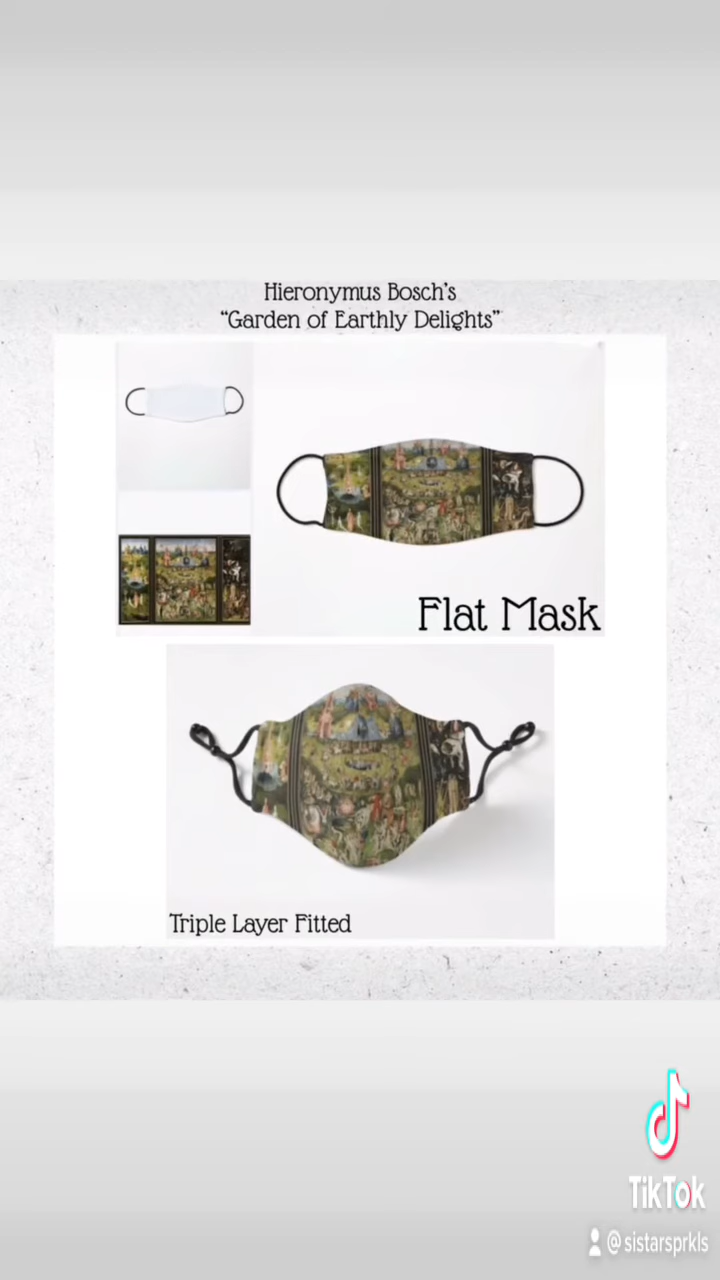 Hieronymus Bosch's
“Garden of Earthly Delights”
Flat Mask
Triple Layer Fitted
TikTok
@sistarsprkls